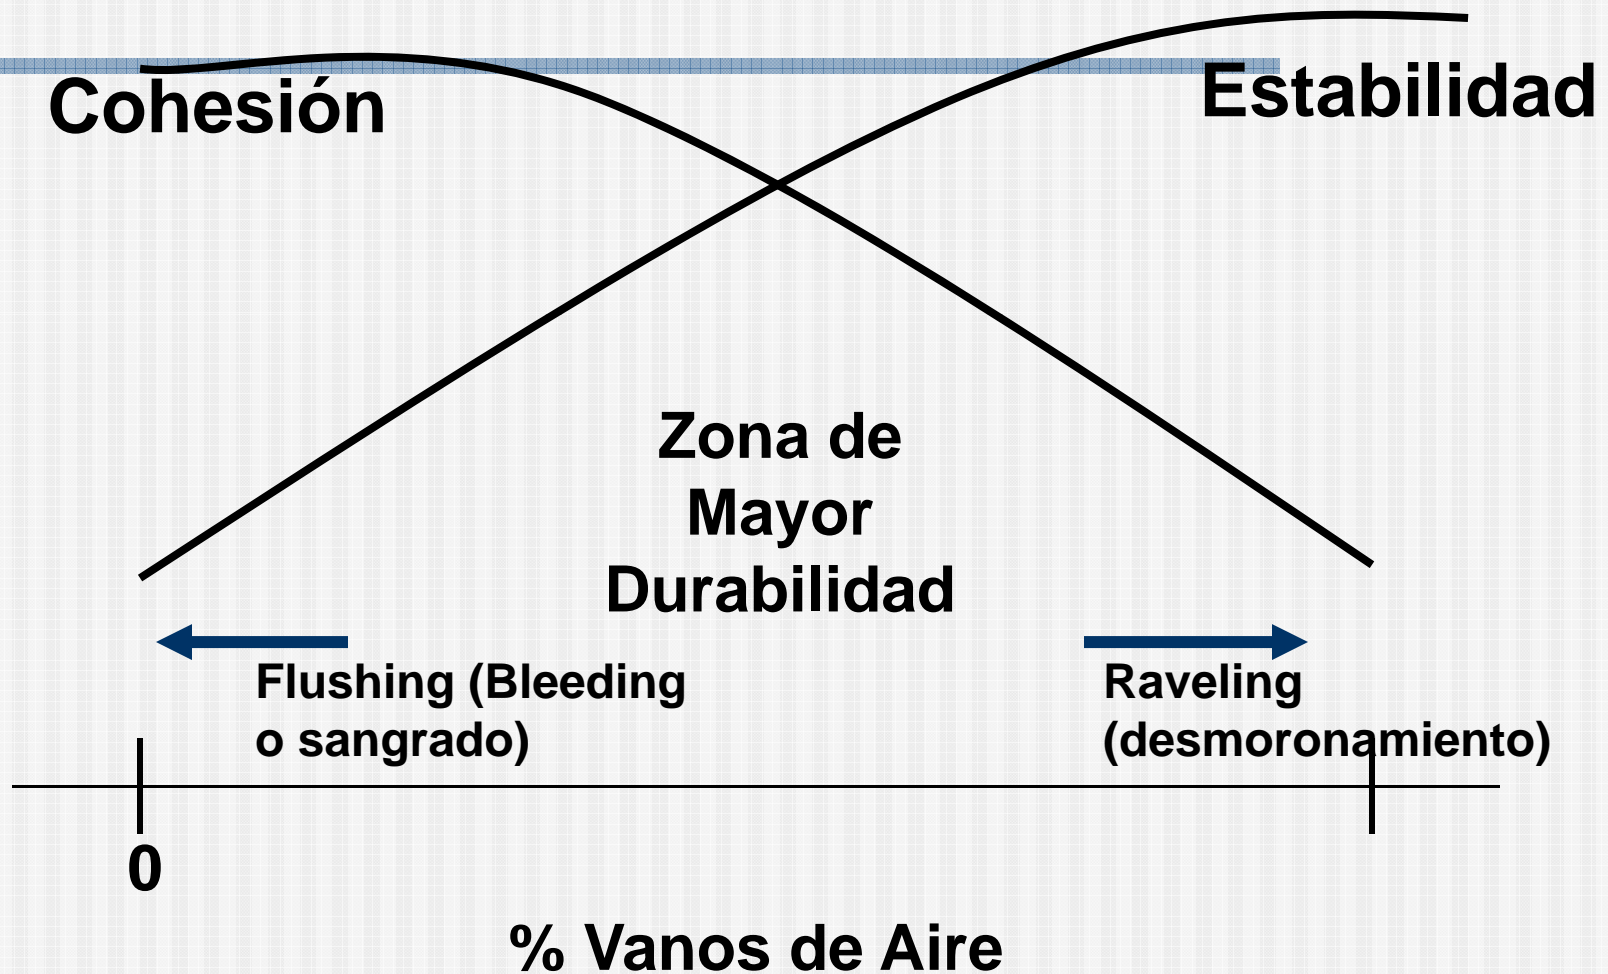 Cohesión
Estabilidad
Zona de
Mayor
Durabilidad
Flushing (Bleeding
o sangrado)
Raveling
(desmoronamiento)
0
% Vanos de Aire